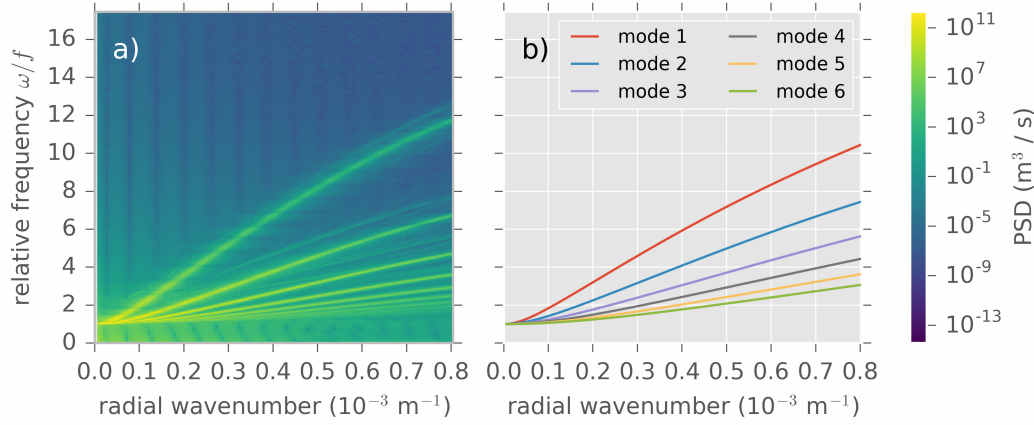 a)
16
14
12
10
8
6
4
2
0
relative frequency ω/f
0.0 0.1 0.2 0.3 0.4 0.5 0.6 0.7 0.8
radial wavenumber (10⁻³ m⁻¹)
b)
mode 1
mode 2
mode 3
mode 4
mode 5
mode 6
0.0 0.1 0.2 0.3 0.4 0.5 0.6 0.7 0.8
radial wavenumber (10⁻³ m⁻¹)
10¹¹
10⁷
10³
10⁻¹
10⁻⁵
10⁻⁹
10⁻¹³
PSD (m³ / s)